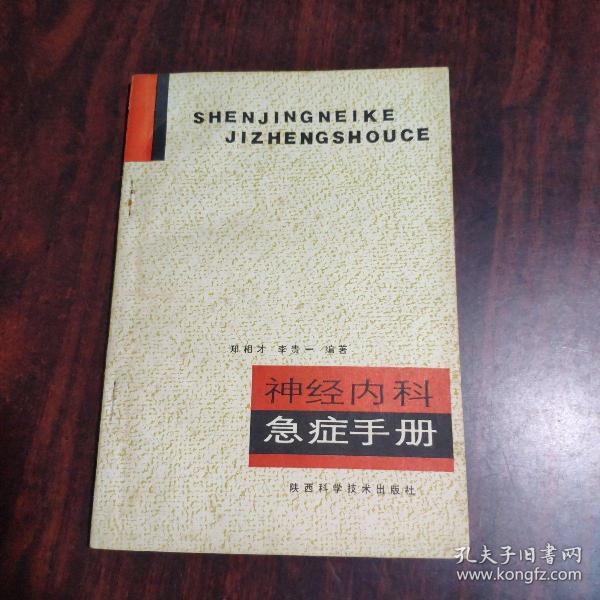 SHENJINGNEIKE
JIZHENGSHOUCE
郑相才 李贵一 编著
神经内科
急症手册
陕西科学技术出版社
孔夫子旧书网
www.kongfz.com